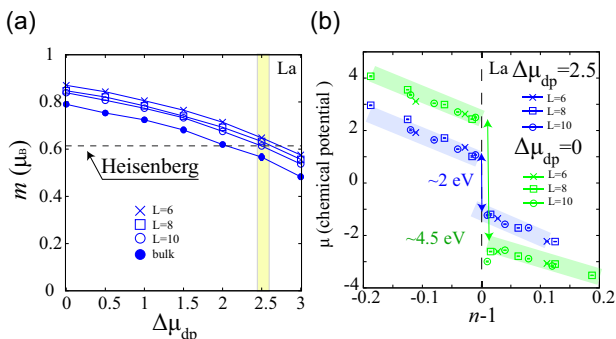 (a)
La
1
0.8
0.6
0.4
0.2
0
m (μB)
Heisenberg
L=6
L=8
L=10
bulk
0 0.5 1 1.5 2 2.5 3
Δμdp
(b)
La
Δμdp=2.5
L=6
L=8
L=10
Δμdp=0
L=6
L=8
L=10
4
2
0
-2
-4
μ (chemical potential)
~2 eV
~4.5 eV
-0.2 -0.1 0 0.1 0.2
n-1